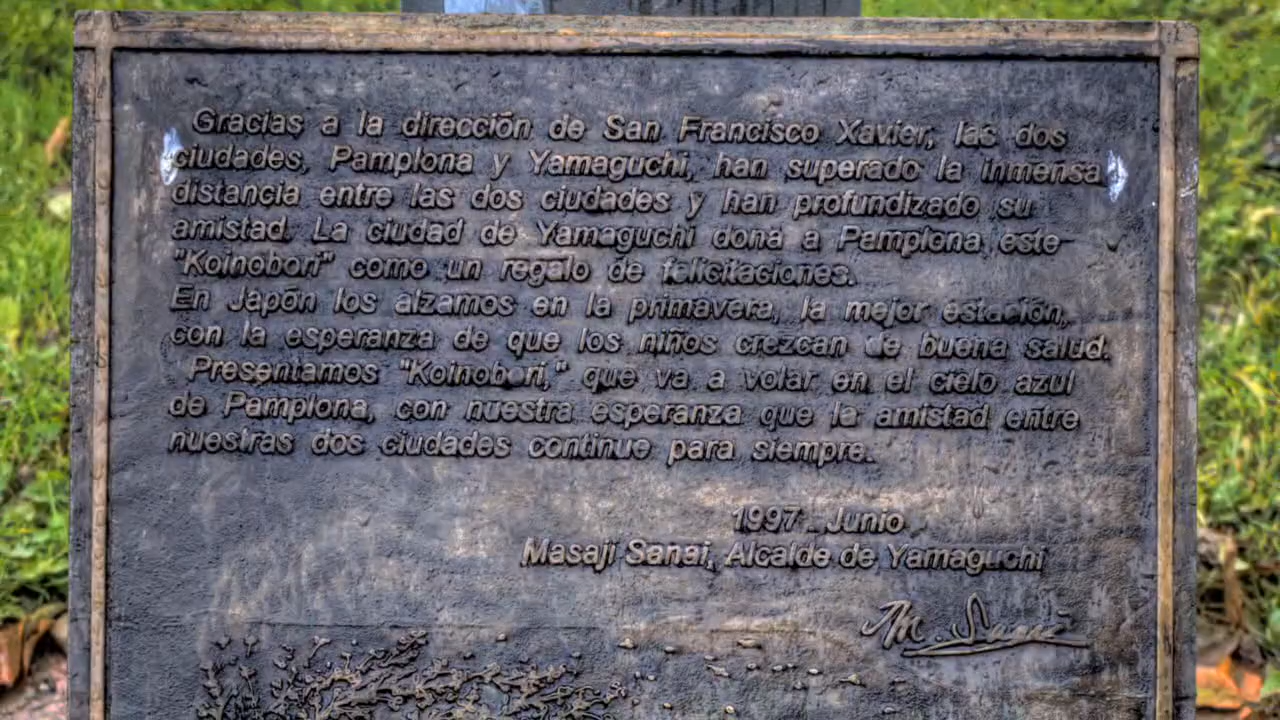 Gracias a la dirección de San Francisco Xavier, las dos
ciudades, Pamplona y Yamaguchi, han superado la inmensa
distancia entre las dos ciudades y han profundizado su
amistad. La ciudad de Yamaguchi dona a Pamplona este
"Koinobori" como un regalo de felicitaciones.
En Japón los alzamos en la primavera, la mejor estación,
con la esperanza de que los niños crezcan de buena salud.
Presentamos "Koinobori," que va a volar en el cielo azul
de Pamplona, con nuestra esperanza que la amistad entre
nuestras dos ciudades continue para siempre.
1997. Junio
Masaji Sanai, Alcalde de Yamaguchi
M. Sanai